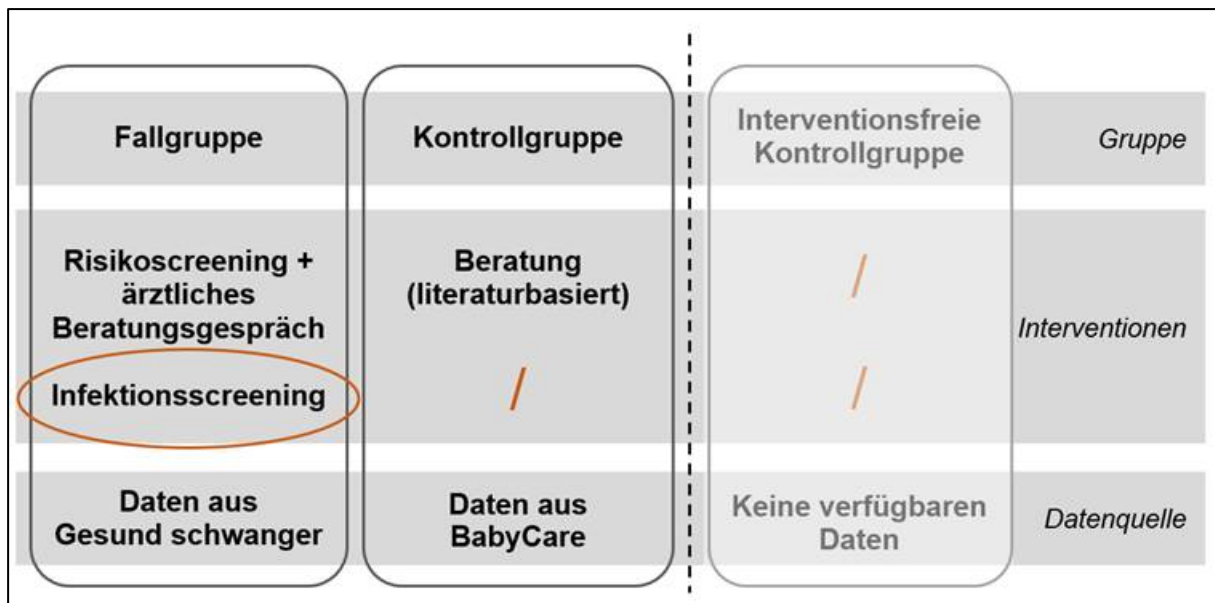 Fallgruppe
Kontrollgruppe
Interventionsfreie
Kontrollgruppe
Gruppe
Risikoscreening +
ärztliches
Beratungsgespräch
Beratung
(literaturbasiert)
/
Interventionen
Infektionsscreening
/
/
Daten aus
Gesund schwanger
Daten aus
BabyCare
Keine verfügbaren
Daten
Datenquelle